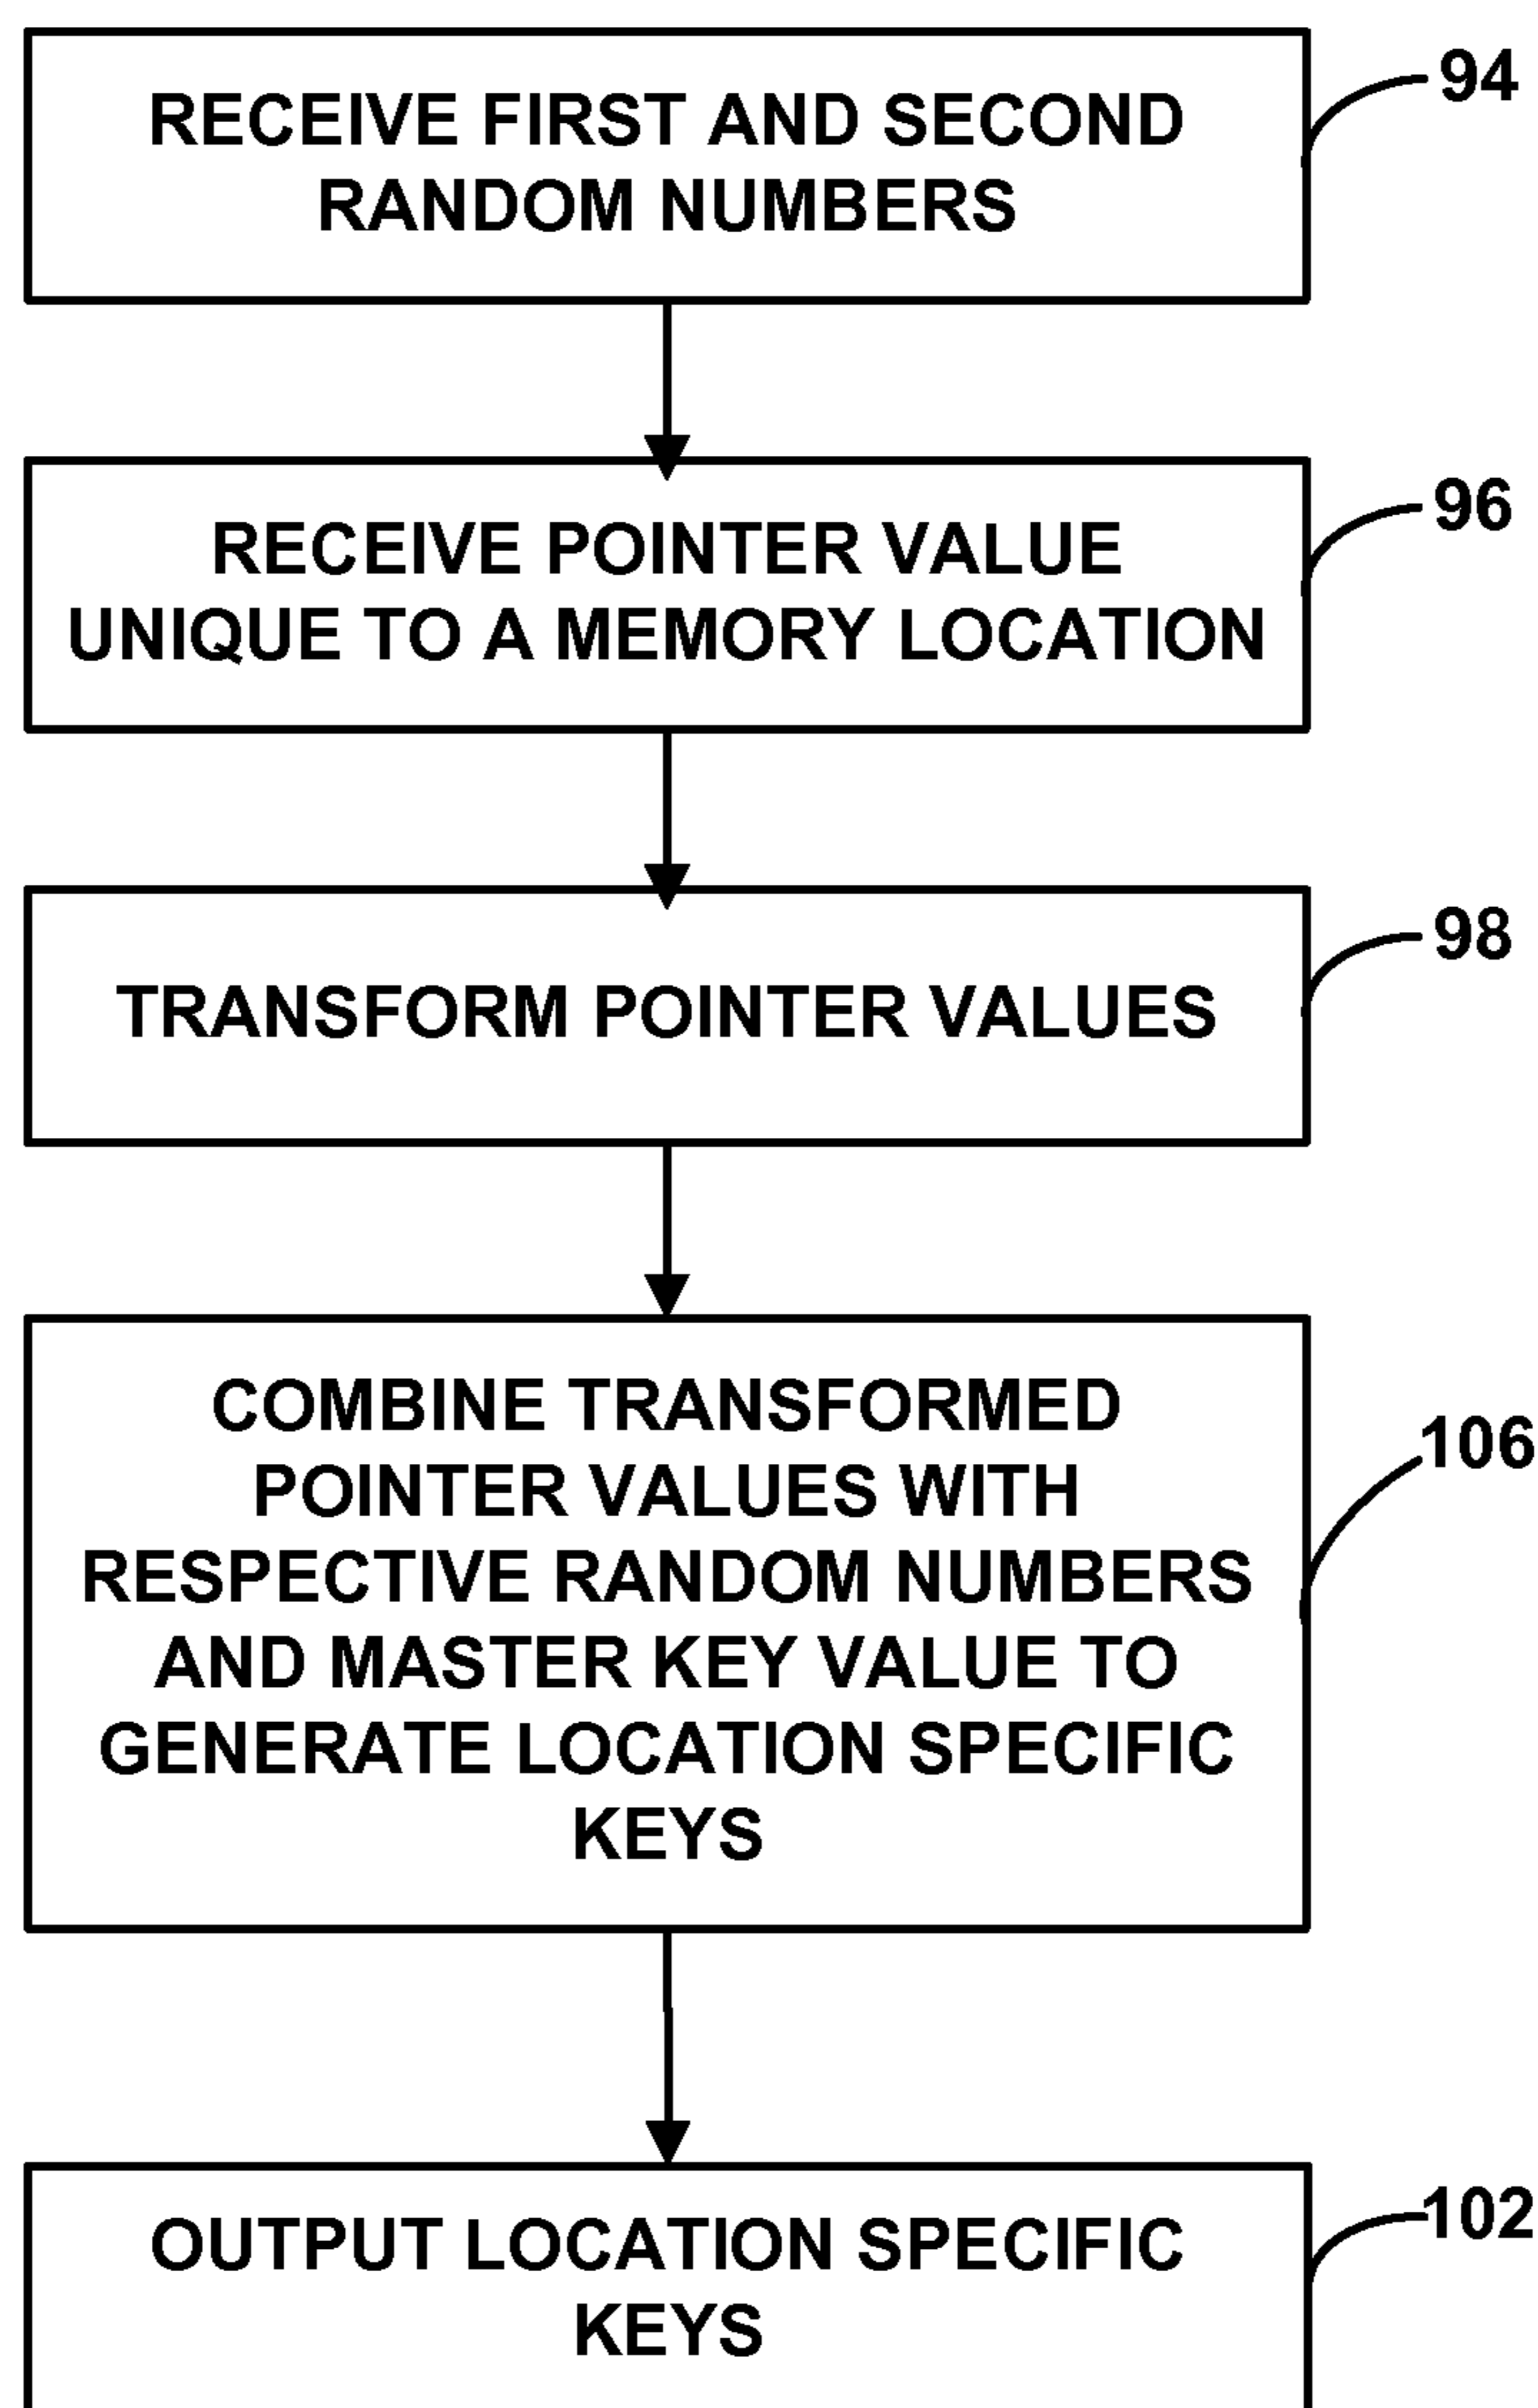 RECEIVE FIRST AND SECOND
RANDOM NUMBERS
94
RECEIVE POINTER VALUE
UNIQUE TO A MEMORY LOCATION
96
TRANSFORM POINTER VALUES
98
COMBINE TRANSFORMED
POINTER VALUES WITH
RESPECTIVE RANDOM NUMBERS
AND MASTER KEY VALUE TO
GENERATE LOCATION SPECIFIC
KEYS
106
OUTPUT LOCATION SPECIFIC
KEYS
102